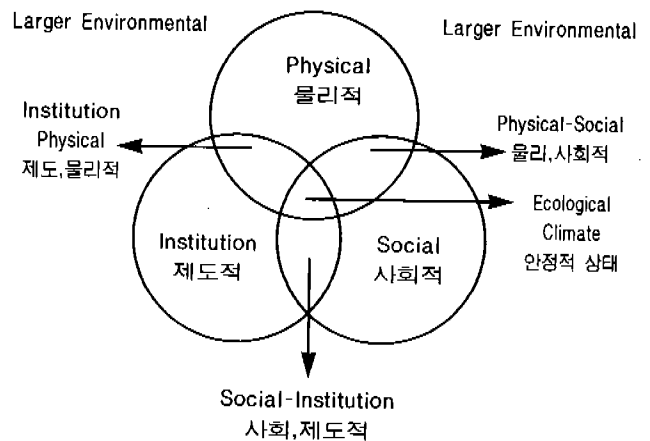 Larger Environmental
Larger Environmental
Physical
물리적
Institution
Physical
제도,물리적
Physical-Social
울리,사회적
Ecological
Climate
안정적 상태
Institution
제도적
Social
사회적
Social-Institution
사회,제도적